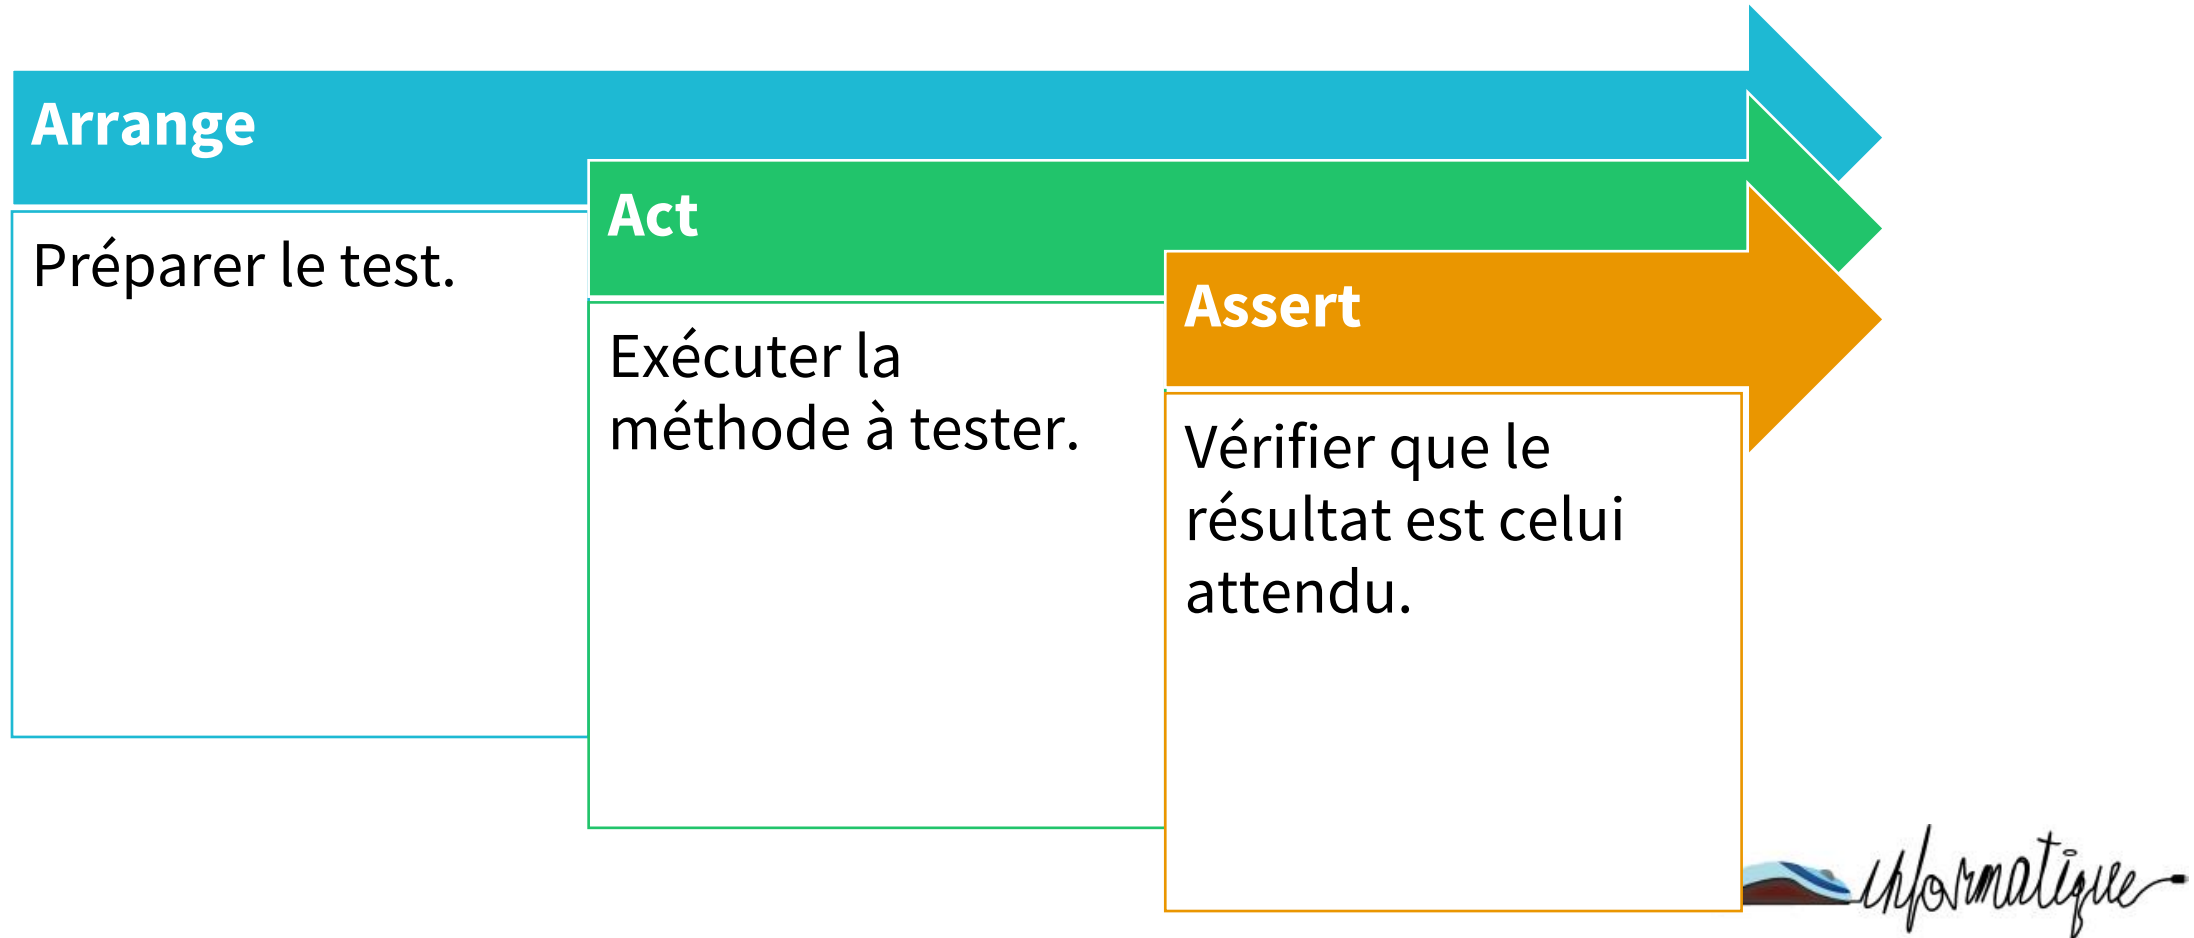 Arrange
Préparer le test.
Act
Exécuter la
méthode à tester.
Assert
Vérifier que le
résultat est celui
attendu.
informatique